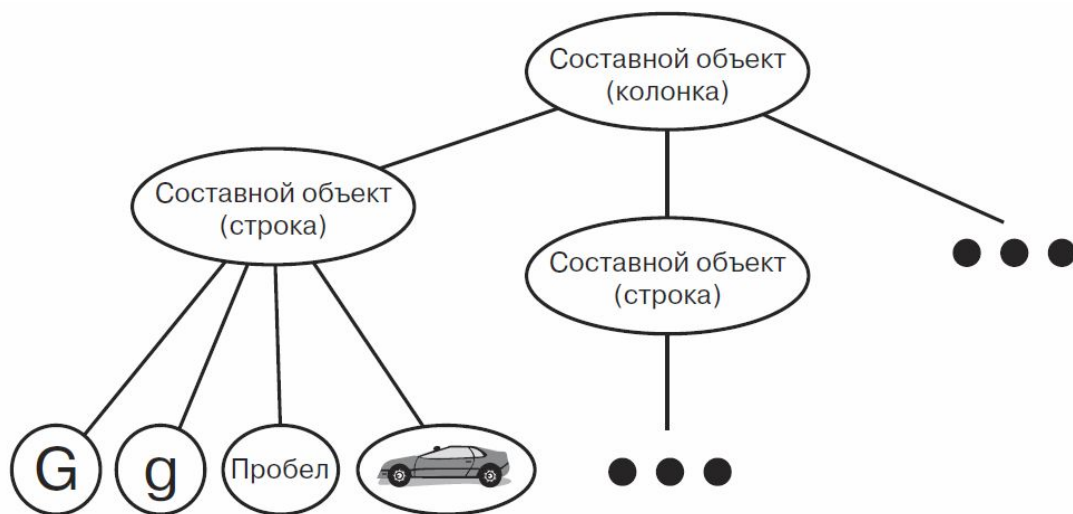 Составной объект
(колонка)
Составной объект
(строка)
Составной объект
(строка)
G
g
Пробел